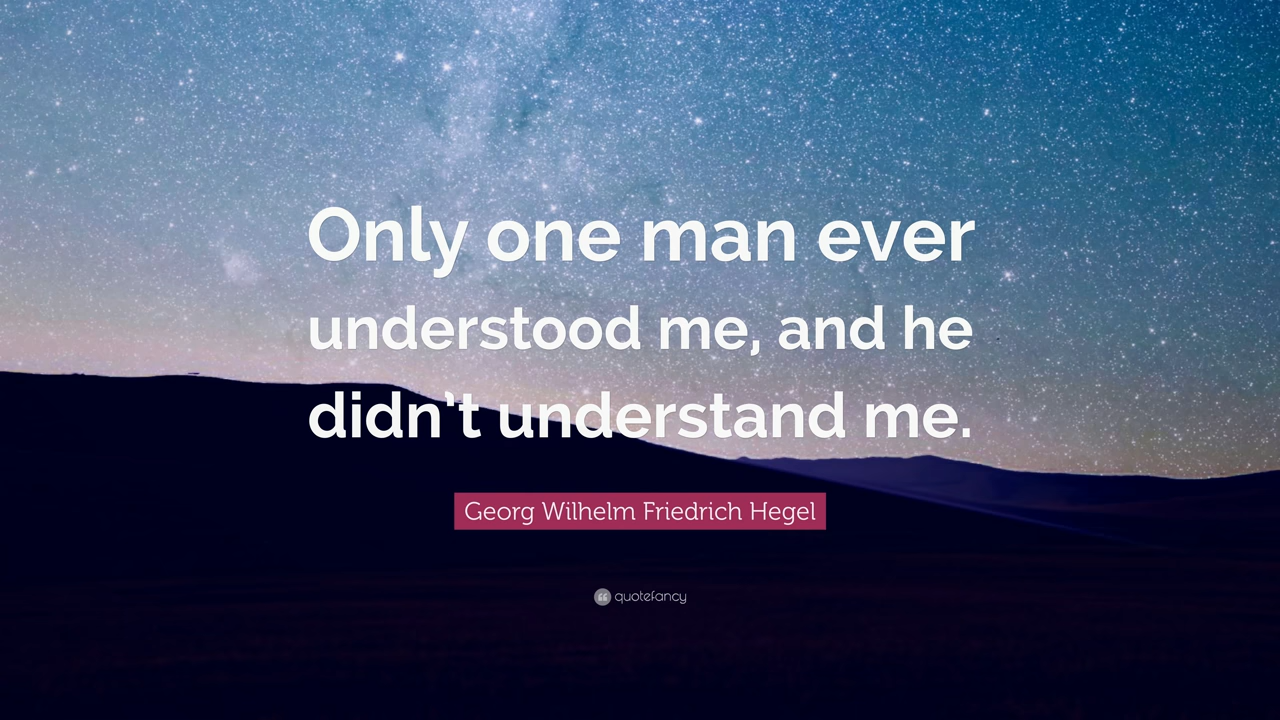 Only one man ever
understood me, and he
didn’t understand me.
Georg Wilhelm Friedrich Hegel
quotefancy